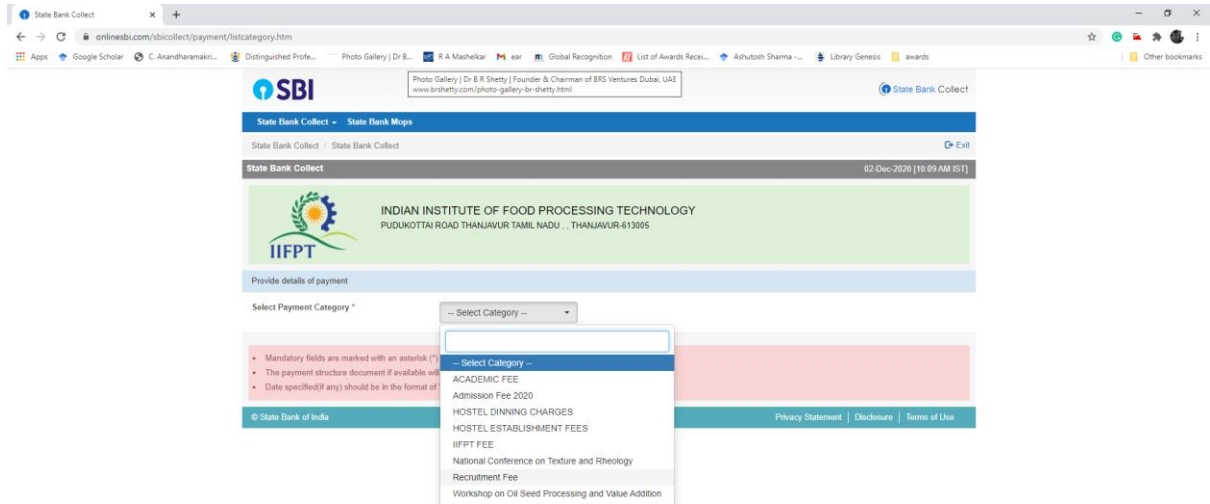 State Bank Collect
onlinesbi.com/sbicollect/payment/listcategory.htm
Apps Google Scholar C. Anandharamakri... Distinguished Profe... Photo Gallery | Dr B... R A Mashelkar ear Global Recognition List of Awards Recei... Ashutosh Sharma -... Library Genesis awards Other bookmarks
Photo Gallery | Dr B R Shetty | Founder & Chairman of BRS Ventures Dubai, UAE
www.brshetty.com/photo-gallery-br-shetty.html
SBI State Bank Collect
State Bank Collect State Bank Mops
State Bank Collect / State Bank Collect Exit
State Bank Collect 02-Dec-2020 [10:09 AM IST]
INDIAN INSTITUTE OF FOOD PROCESSING TECHNOLOGY
PUDUKOTTAI ROAD THANJAVUR TAMIL NADU , , THANJAVUR-613005
IIFPT
Provide details of payment
Select Payment Category *
-- Select Category --
Mandatory fields are marked with an asterisk (*)
-- Select Category --
The payment structure document if available will
ACADEMIC FEE
Date specified(if any) should be in the format of '
Admission Fee 2020
HOSTEL DINNING CHARGES
© State Bank of India Privacy Statement | Disclosure | Terms of Use
HOSTEL ESTABLISHMENT FEES
IIFPT FEE
National Conference on Texture and Rheology
Recruitment Fee
Workshop on Oil Seed Processing and Value Addition